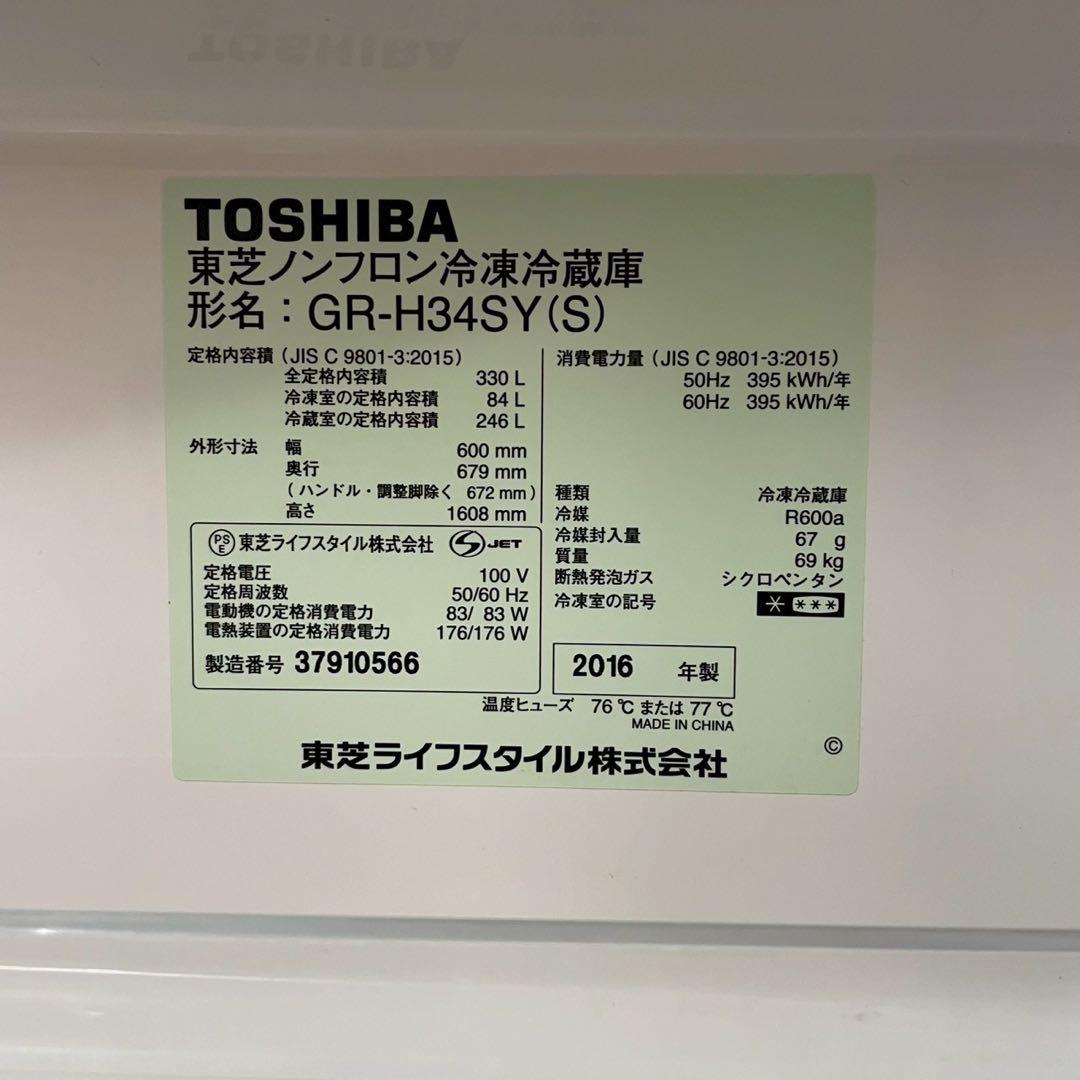 TOSHIBA
東芝ノンフロン冷凍冷蔵庫
形名：GR-H34SY(S)
定格内容積 (JIS C 9801-3:2015)
全定格内容積 330 L
冷凍室の定格内容積 84 L
冷蔵室の定格内容積 246 L
外形寸法 幅 600 mm
奥行 679 mm
(ハンドル・調整脚除く 672 mm)
高さ 1608 mm
消費電力量 (JIS C 9801-3:2015)
50Hz 395 kWh/年
60Hz 395 kWh/年
種類 冷凍冷蔵庫
冷媒 R600a
冷媒封入量 67 g
質量 69 kg
断熱発泡ガス シクロペンタン
冷凍室の記号 * ***
PSE 東芝ライフスタイル株式会社 S JET
定格電圧 100 V
定格周波数 50/60 Hz
電動機の定格消費電力 83/ 83 W
電熱装置の定格消費電力 176/176 W
製造番号 37910566
2016 年製
温度ヒューズ 76 ℃ または 77 ℃
MADE IN CHINA
東芝ライフスタイル株式会社
©